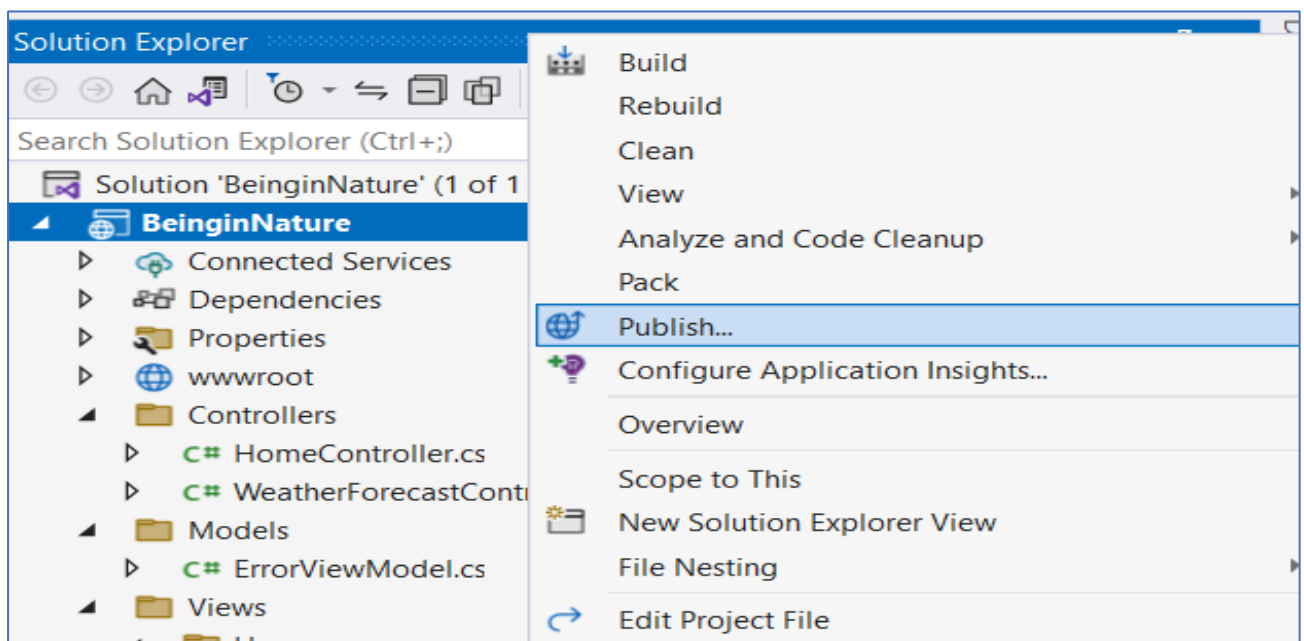 Solution Explorer
Search Solution Explorer (Ctrl+;)
Solution 'BeinginNature' (1 of 1
BeinginNature
Connected Services
Dependencies
Properties
wwwroot
Controllers
C# HomeController.cs
C# WeatherForecastContr
Models
C# ErrorViewModel.cs
Views
Build
Rebuild
Clean
View
Analyze and Code Cleanup
Pack
Publish...
Configure Application Insights...
Overview
Scope to This
New Solution Explorer View
File Nesting
Edit Project File